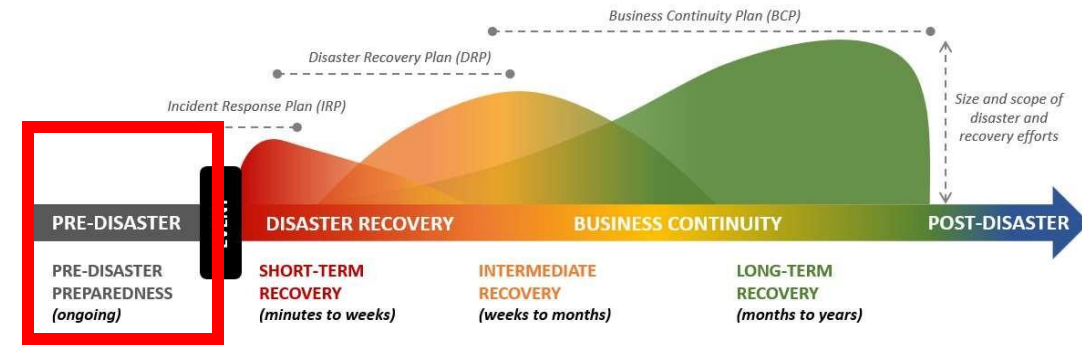 Business Continuity Plan (BCP)
Disaster Recovery Plan (DRP)
Incident Response Plan (IRP)
Size and scope of
disaster and
recovery efforts
PRE-DISASTER
EVENT
DISASTER RECOVERY
BUSINESS CONTINUITY
POST-DISASTER
PRE-DISASTER
PREPAREDNESS
(ongoing)
SHORT-TERM
RECOVERY
(minutes to weeks)
INTERMEDIATE
RECOVERY
(weeks to months)
LONG-TERM
RECOVERY
(months to years)